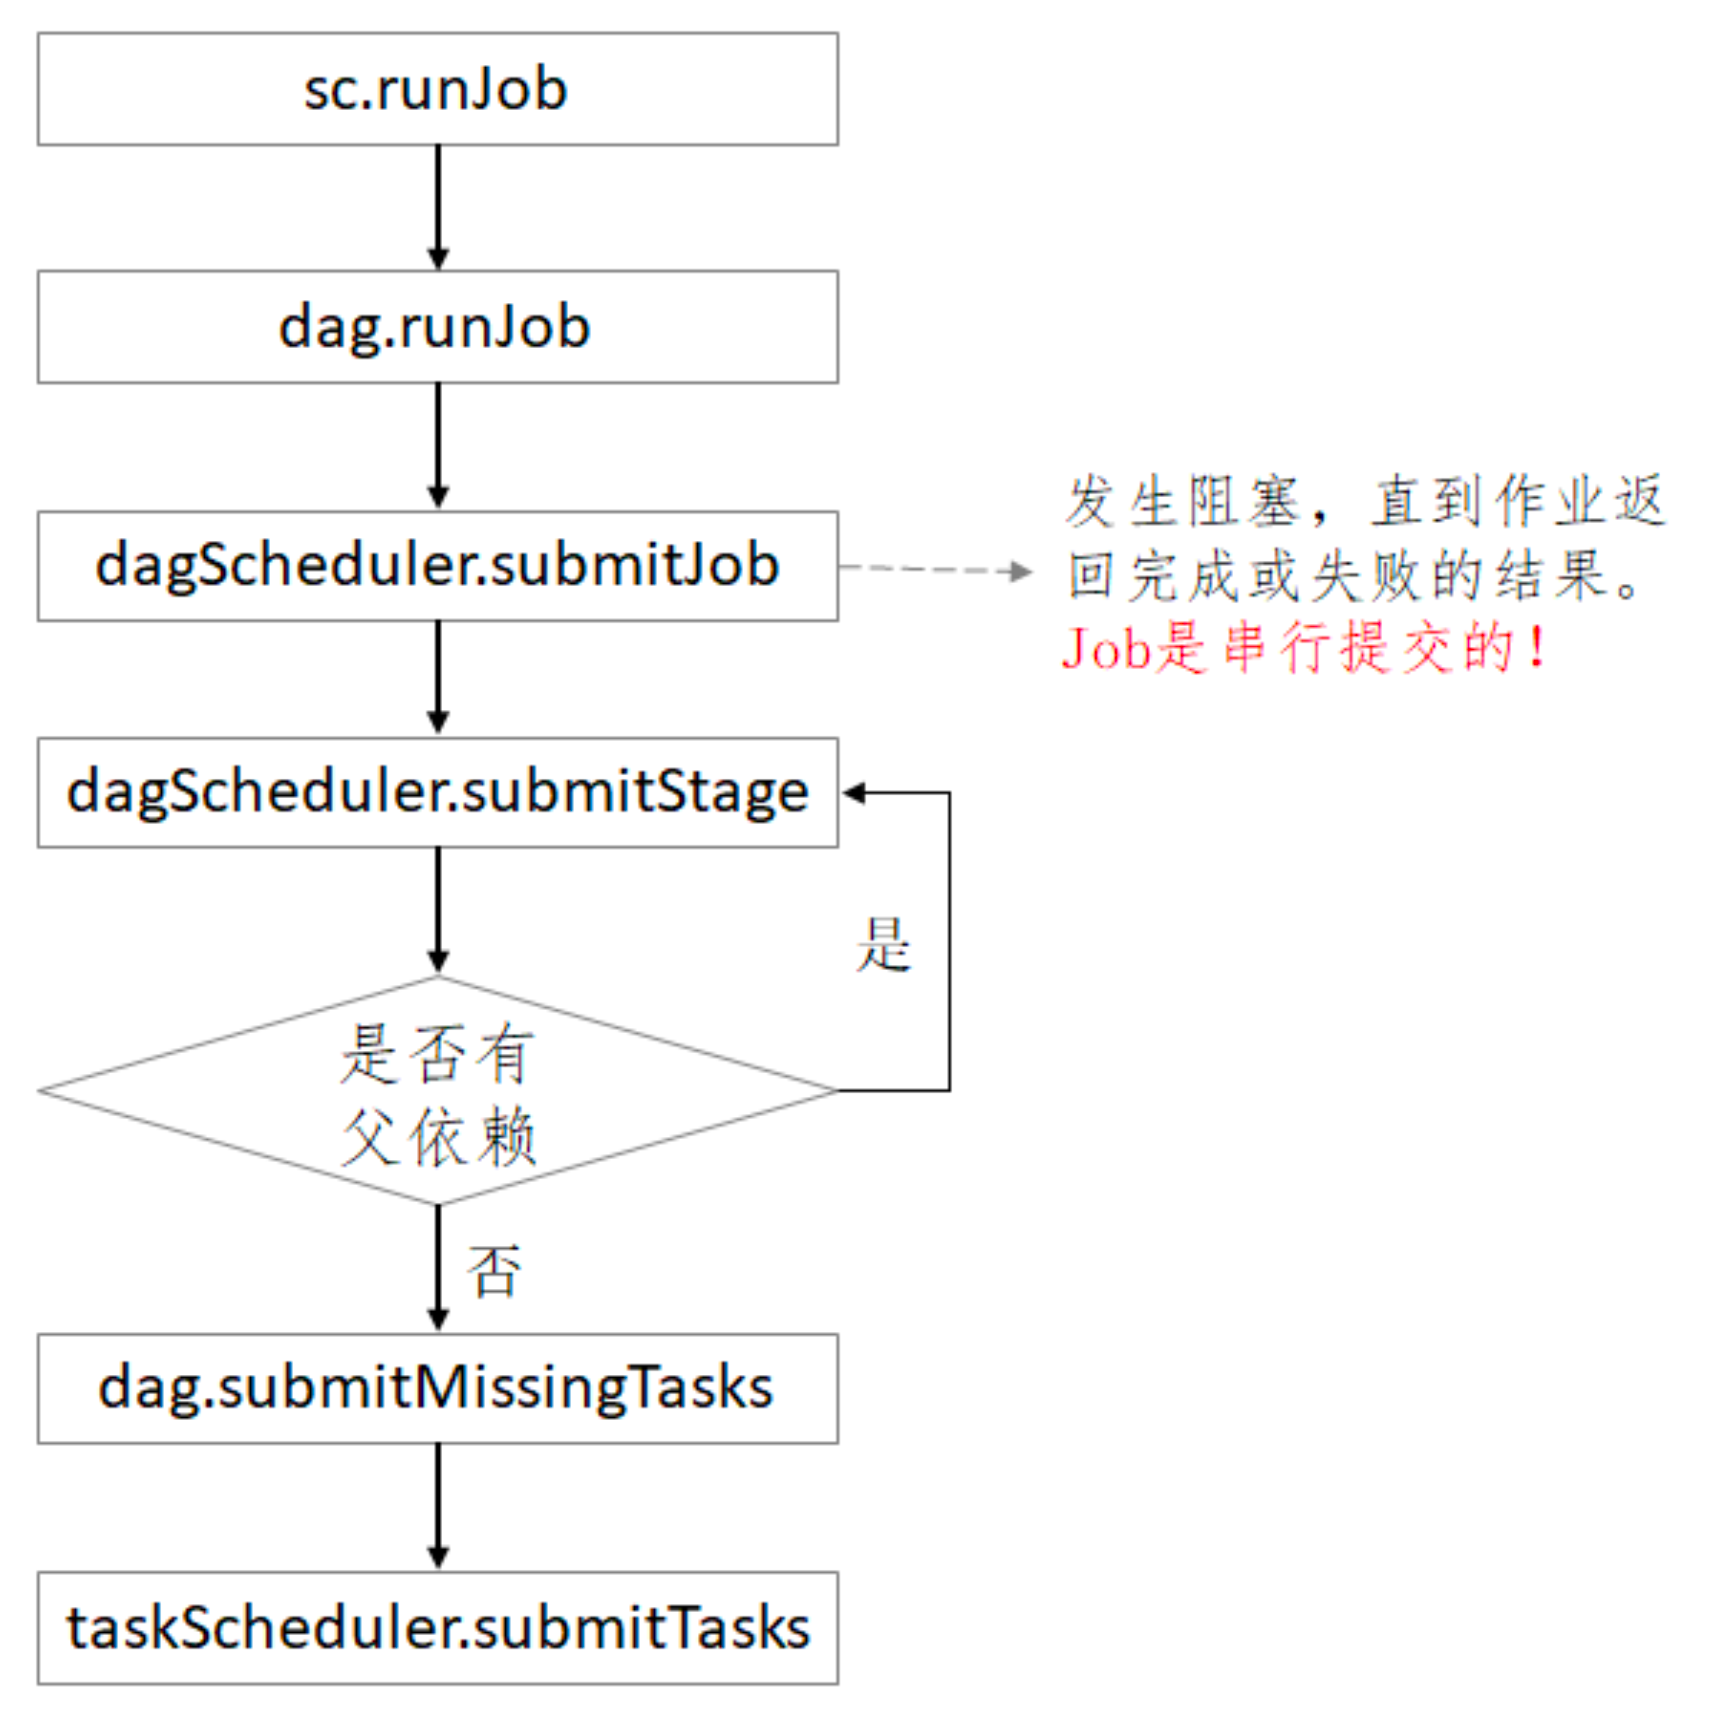 sc.runJob
dag.runJob
dagScheduler.submitJob
发生阻塞，直到作业返
回完成或失败的结果。
Job是串行提交的！
dagScheduler.submitStage
是
是否有
父依赖
否
dag.submitMissingTasks
taskScheduler.submitTasks